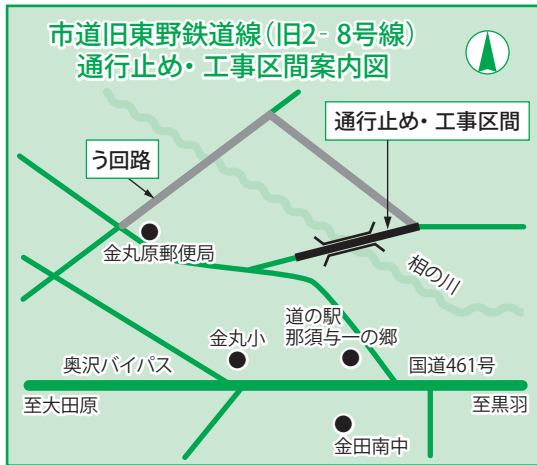 市道旧東野鉄道線(旧2‐8号線)
通行止め・工事区間案内図
通行止め・工事区間
う回路
金丸原郵便局
相の川
道の駅
那須与一の郷
金丸小
奥沢バイパス
国道461号
至大田原
至黒羽
金田南中